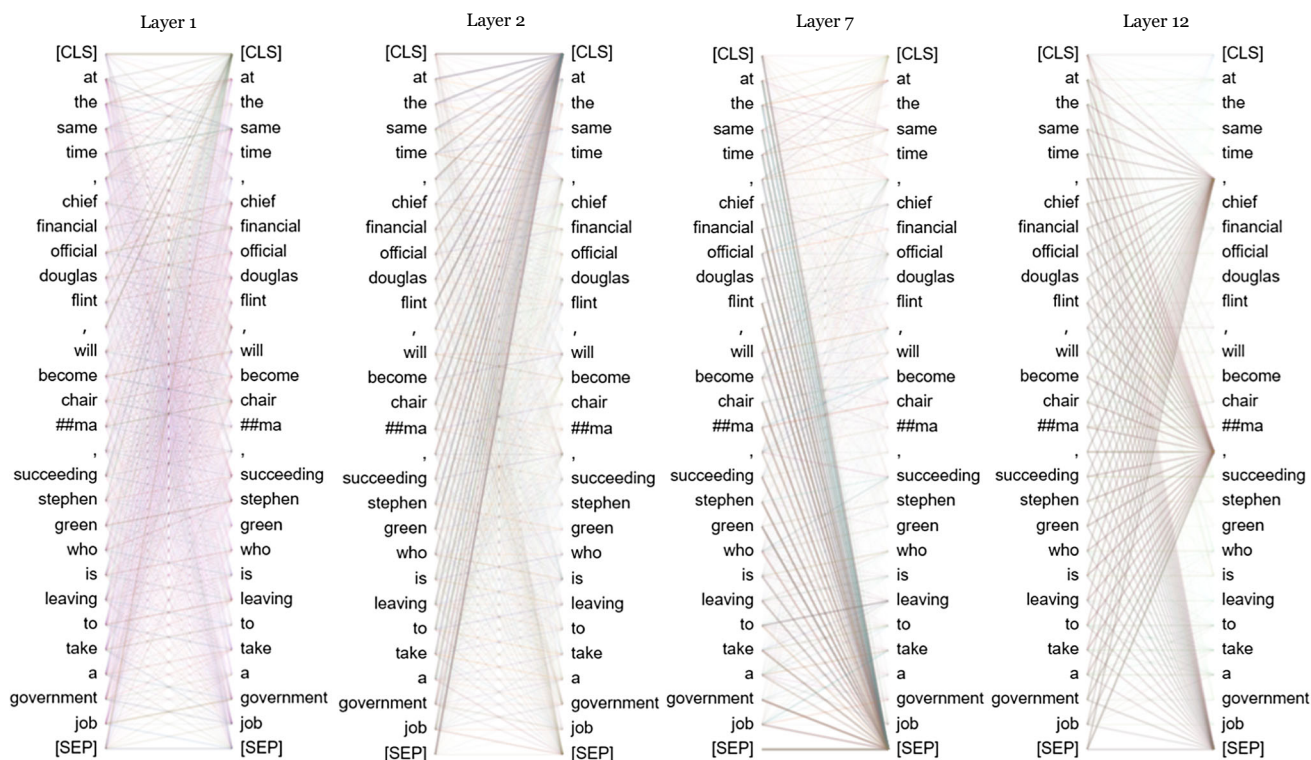 Layer 1 Layer 2 Layer 7 Layer 12
[CLS] [CLS] [CLS] [CLS] [CLS] [CLS] [CLS] [CLS]
at at at at at at at at
the the the the the the the the
same same same same same same same same
time time time time time time time time
, , , , , , , ,
chief chief chief chief chief chief chief chief
financial financial financial financial financial financial financial financial
official official official official official official official official
douglas douglas douglas douglas douglas douglas douglas douglas
flint flint flint flint flint flint flint flint
, , , , , , , ,
will will will will will will will will
become become become become become become become become
chair chair chair chair chair chair chair chair
##ma ##ma ##ma ##ma ##ma ##ma ##ma ##ma
, , , , , , , ,
succeeding succeeding succeeding succeeding succeeding succeeding succeeding succeeding
stephen stephen stephen stephen stephen stephen stephen stephen
green green green green green green green green
who who who who who who who who
is is is is is is is is
leaving leaving leaving leaving leaving leaving leaving leaving
to to to to to to to to
take take take take take take take take
a a a a a a a a
government government government government government government government government
job job job job job job job job
[SEP] [SEP] [SEP] [SEP] [SEP] [SEP] [SEP] [SEP]